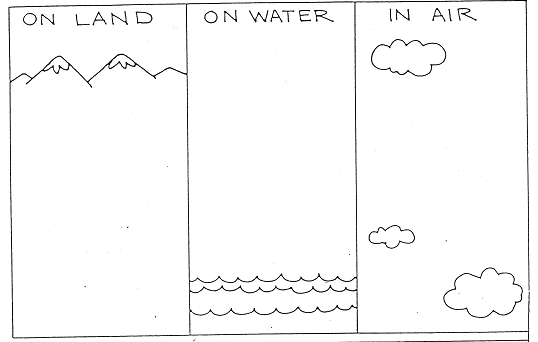 ON LAND
ON WATER
IN AIR